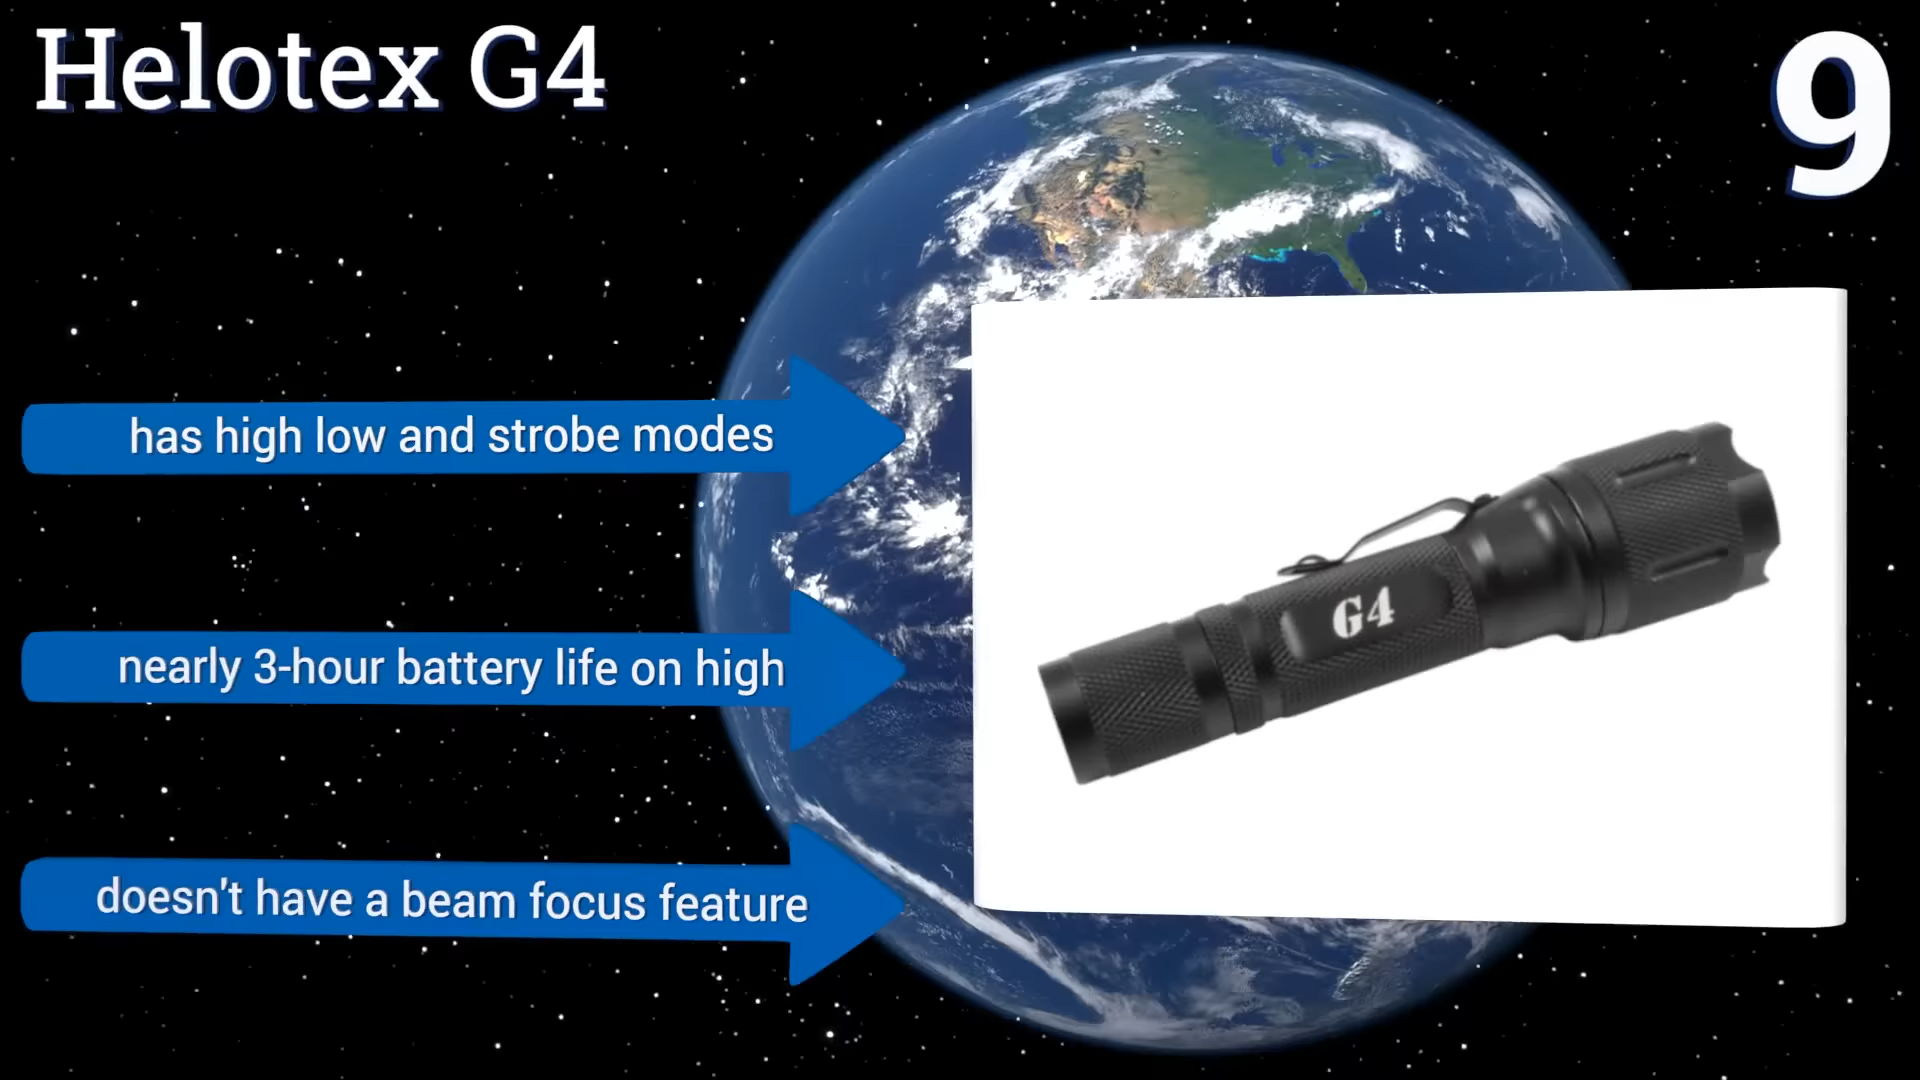 Helotex G4
9
has high low and strobe modes
nearly 3-hour battery life on high
doesn't have a beam focus feature
G4